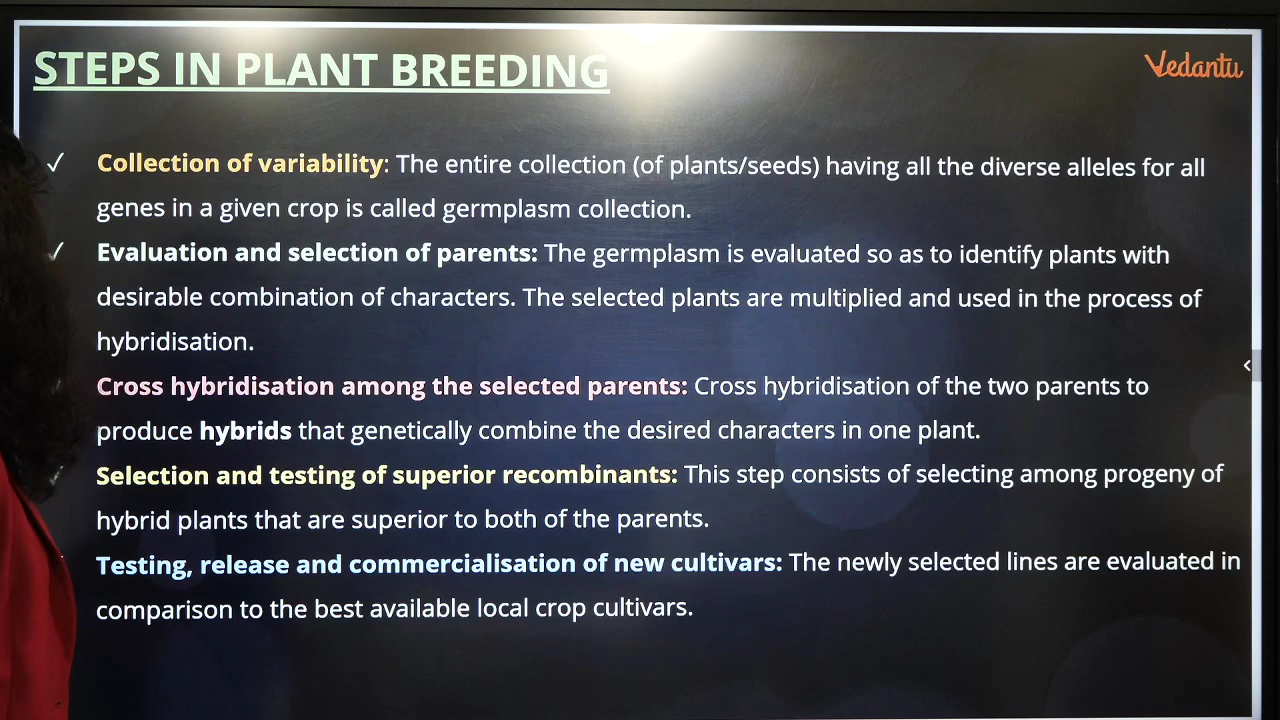 STEPS IN PLANT BREEDING
Vedantu
✓ Collection of variability: The entire collection (of plants/seeds) having all the diverse alleles for all
genes in a given crop is called germplasm collection.
✓ Evaluation and selection of parents: The germplasm is evaluated so as to identify plants with
desirable combination of characters. The selected plants are multiplied and used in the process of
hybridisation.
Cross hybridisation among the selected parents: Cross hybridisation of the two parents to
produce hybrids that genetically combine the desired characters in one plant.
Selection and testing of superior recombinants: This step consists of selecting among progeny of
hybrid plants that are superior to both of the parents.
Testing, release and commercialisation of new cultivars: The newly selected lines are evaluated in
comparison to the best available local crop cultivars.